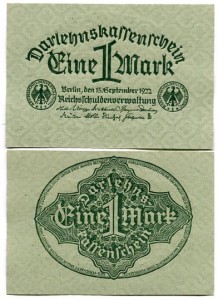 Darlehnskassenschein
Eine 1 Mark
Berlin, den 15. September 1922
Reichsschuldenverwaltung
Darlehns-
Eine 1 Mark
kassenschein